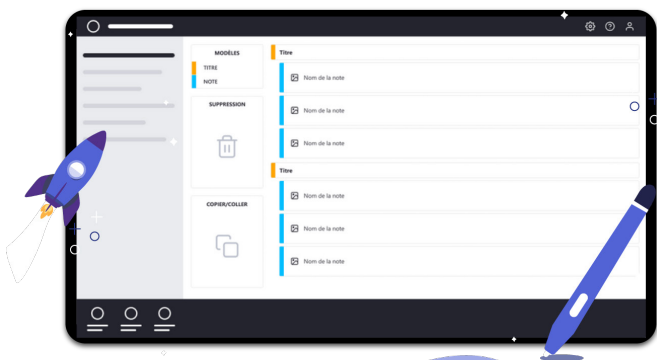 MODÈLES
TITRE
NOTE
SUPPRESSION
COPIER/COLLER
Titre
Nom de la note
Nom de la note
Nom de la note
Titre
Nom de la note
Nom de la note
Nom de la note